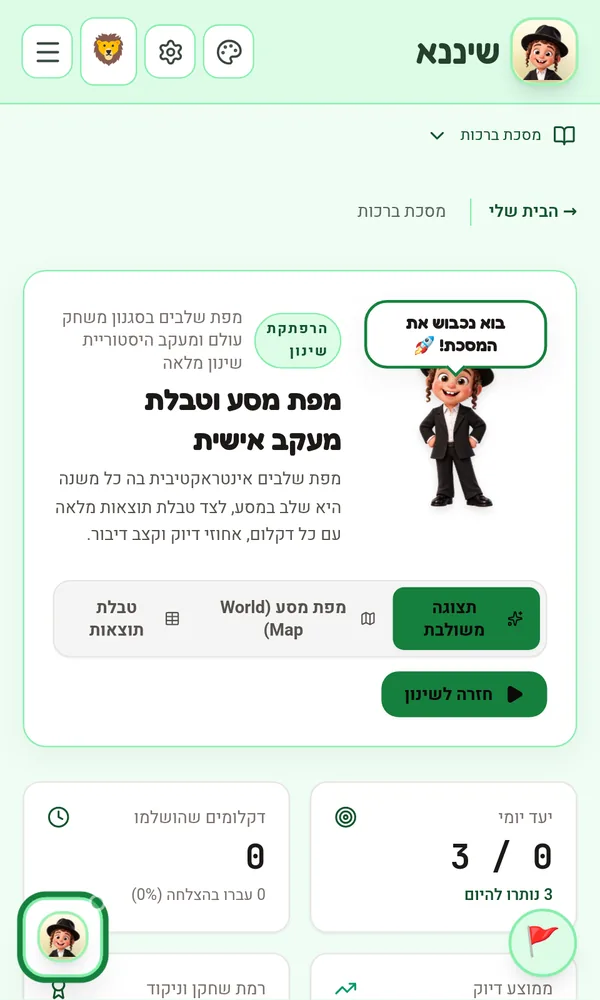 שיננא
מסכת ברכות
→ הבית שלי
מסכת ברכות
בוא נכבוש את
המסכת! 🚀
הרפתקת
שינון
מפת שלבים בסגנון משחק
עולם ומעקב היסטוריית
שינון מלאה
מפת מסע וטבלת
מעקב אישית
מפת שלבים אינטראקטיבית בה כל משנה
היא שלב במסע, לצד טבלת תוצאות מלאה
עם כל דקלום, אחוזי דיוק וקצב דיבור.
תצוגה
משולבת
מפת מסע (World
Map)
טבלת
תוצאות
חזרה לשינון
יעד יומי
0 / 3
3 נותרו להיום
דקלומים שהושלמו
0
0 עברו בהצלחה (0%)
ממוצע דיוק
רמת שחקן וניקוד